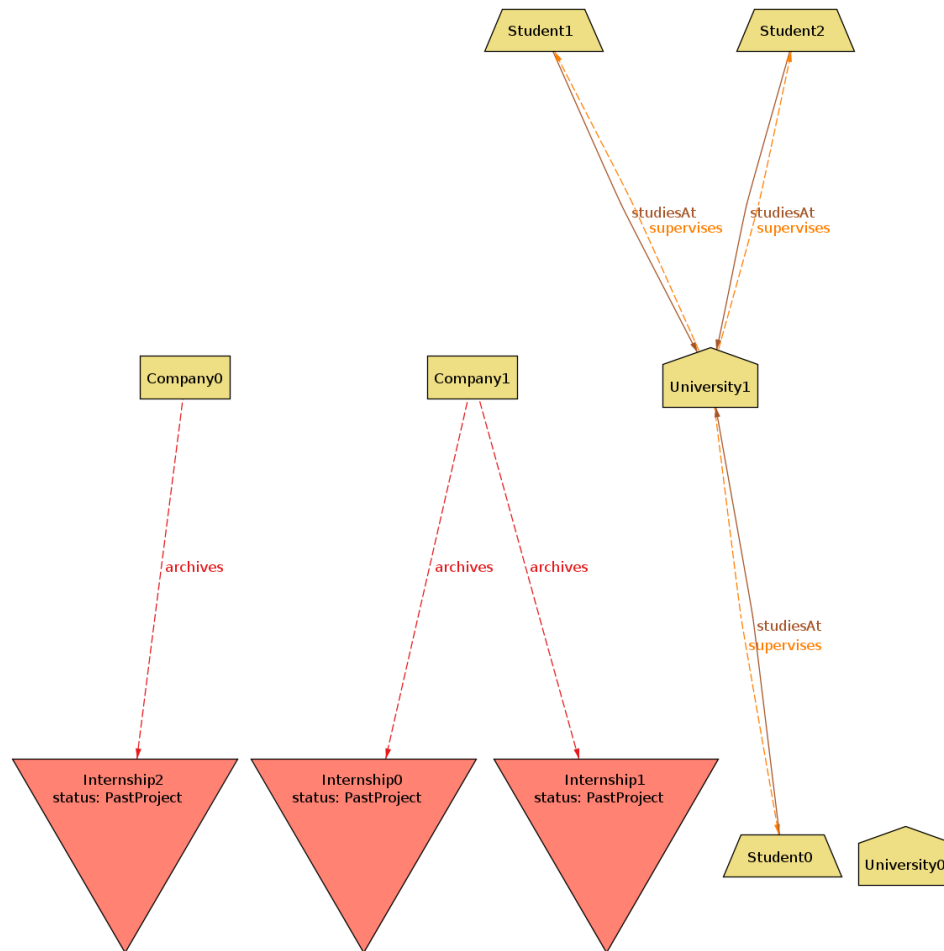 Student1
Student2
studiesAt
supervises
studiesAt
supervises
Company0
Company1
University1
archives
archives
archives
studiesAt
supervises
Internship2
status: PastProject
Internship0
status: PastProject
Internship1
status: PastProject
Student0
University0